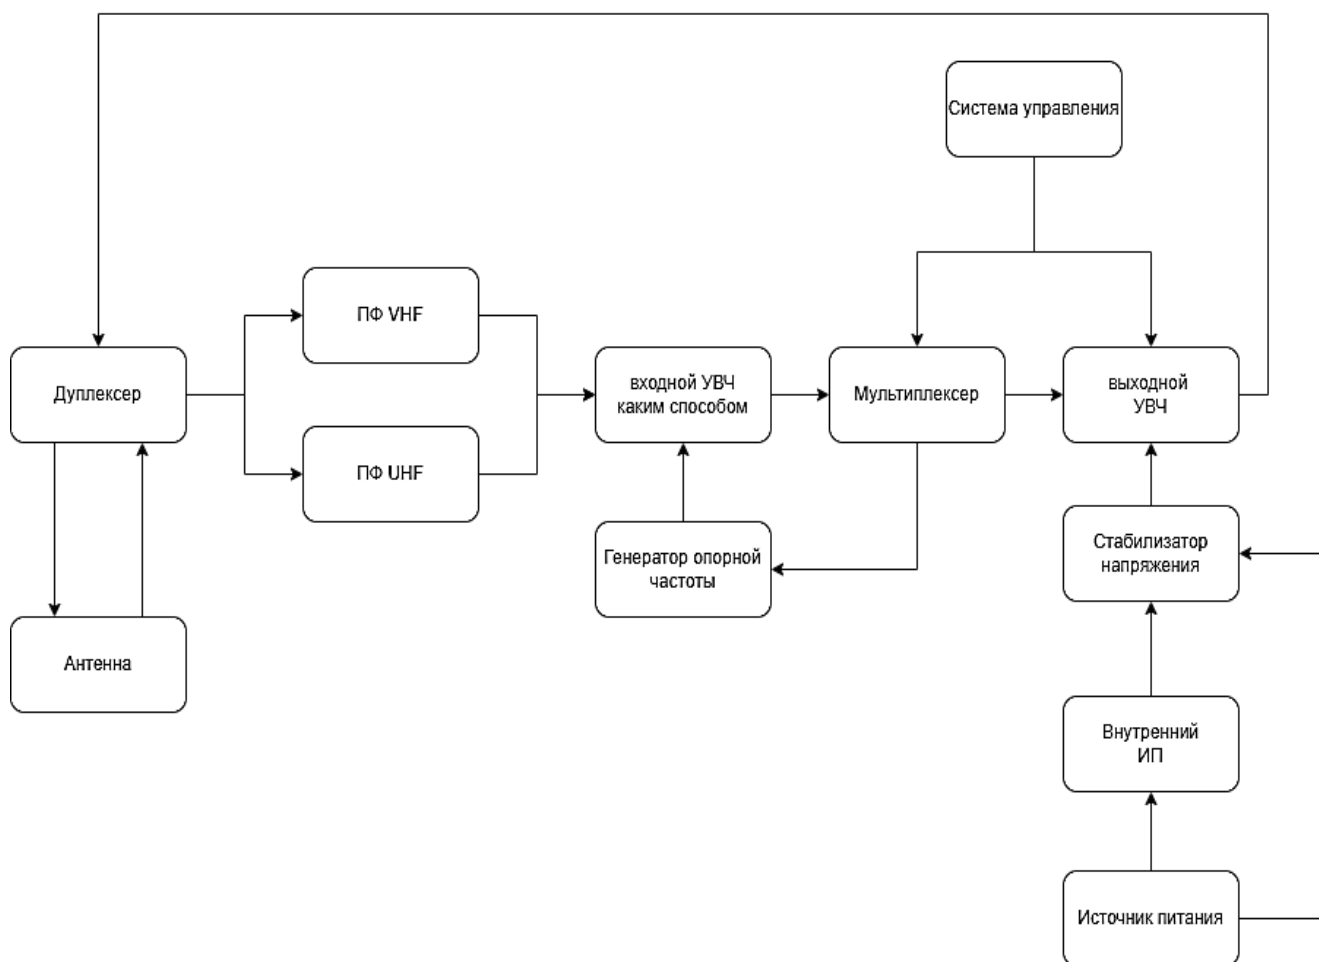 Система управления
ПФ VHF
Дуплексер
входной УВЧ
каким способом
Мультиплексер
выходной
УВЧ
ПФ UHF
Генератор опорной
частоты
Стабилизатор
напряжения
Антенна
Внутренний
ИП
Источник питания